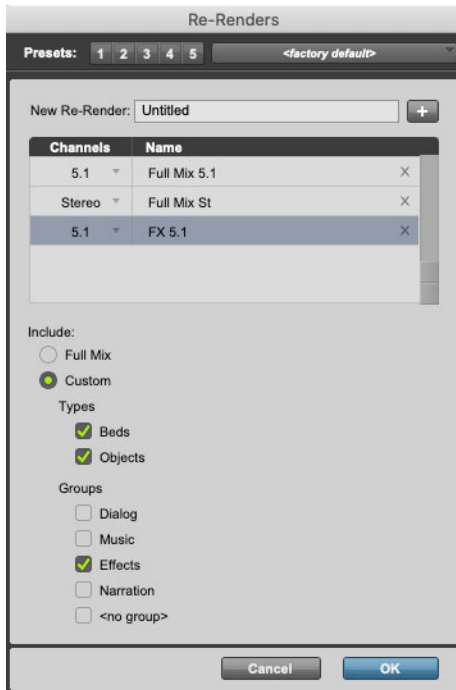 Re-Renders
Presets: 1 2 3 4 5 <factory default>
New Re-Render: Untitled +
Channels Name
5.1 Full Mix 5.1 X
Stereo Full Mix St X
5.1 FX 5.1 X
Include:
Full Mix
Custom
Types
Beds
Objects
Groups
Dialog
Music
Effects
Narration
<no group>
Cancel OK